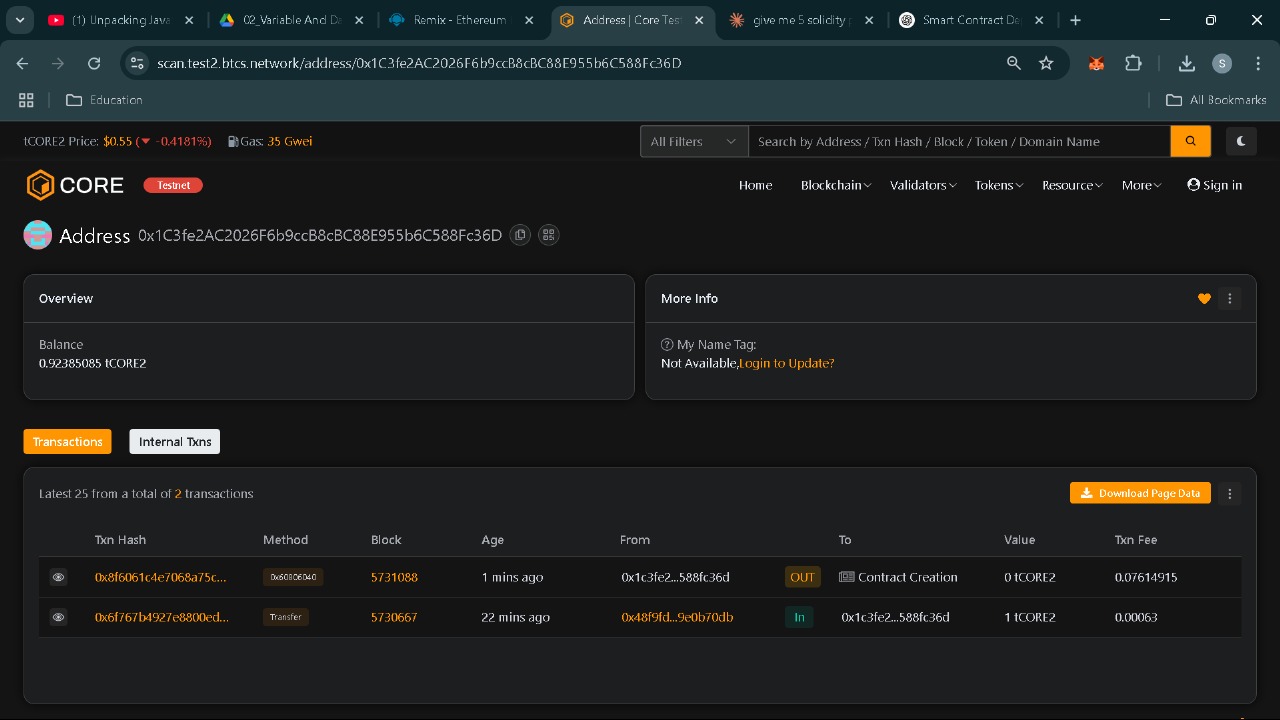 (1) Unpacking Java
02_Variable And Da
Remix - Ethereum
Address | Core Tes
give me 5 solidity p
Smart Contract De
scan.test2.btcs.network/address/0x1C3fe2AC2026F6b9ccB8cBC88E955b6C588Fc36D
S
Education
All Bookmarks
tCORE2 Price: $0.55 (▼ -0.4181%) Gas: 35 Gwei
All Filters
Search by Address / Txn Hash / Block / Token / Domain Name
CORE Testnet
Home Blockchain Validators Tokens Resource More Sign in
Address 0x1C3fe2AC2026F6b9ccB8cBC88E955b6C588Fc36D
Overview
Balance
0.92385085 tCORE2
More Info
My Name Tag:
Not Available,Login to Update?
Transactions Internal Txns
Latest 25 from a total of 2 transactions
Download Page Data
Txn Hash Method Block Age From To Value Txn Fee
0x8f6061c4e7068a75c... 0x60806040 5731088 1 mins ago 0x1c3fe2...588fc36d OUT Contract Creation 0 tCORE2 0.07614915
0x6f767b4927e8800ed... Transfer 5730667 22 mins ago 0x48f9fd...9e0b70db In 0x1c3fe2...588fc36d 1 tCORE2 0.00063